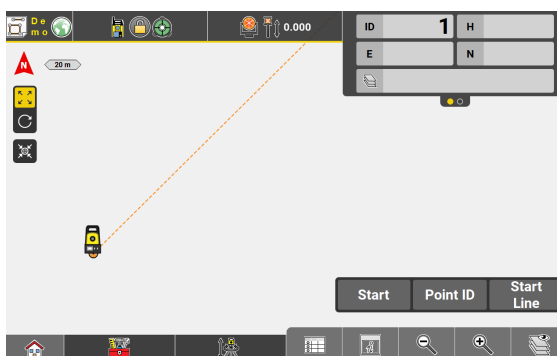 De
mo
0.000
ID 1 H
E N
N
20 m
Start
Point ID
Start
Line